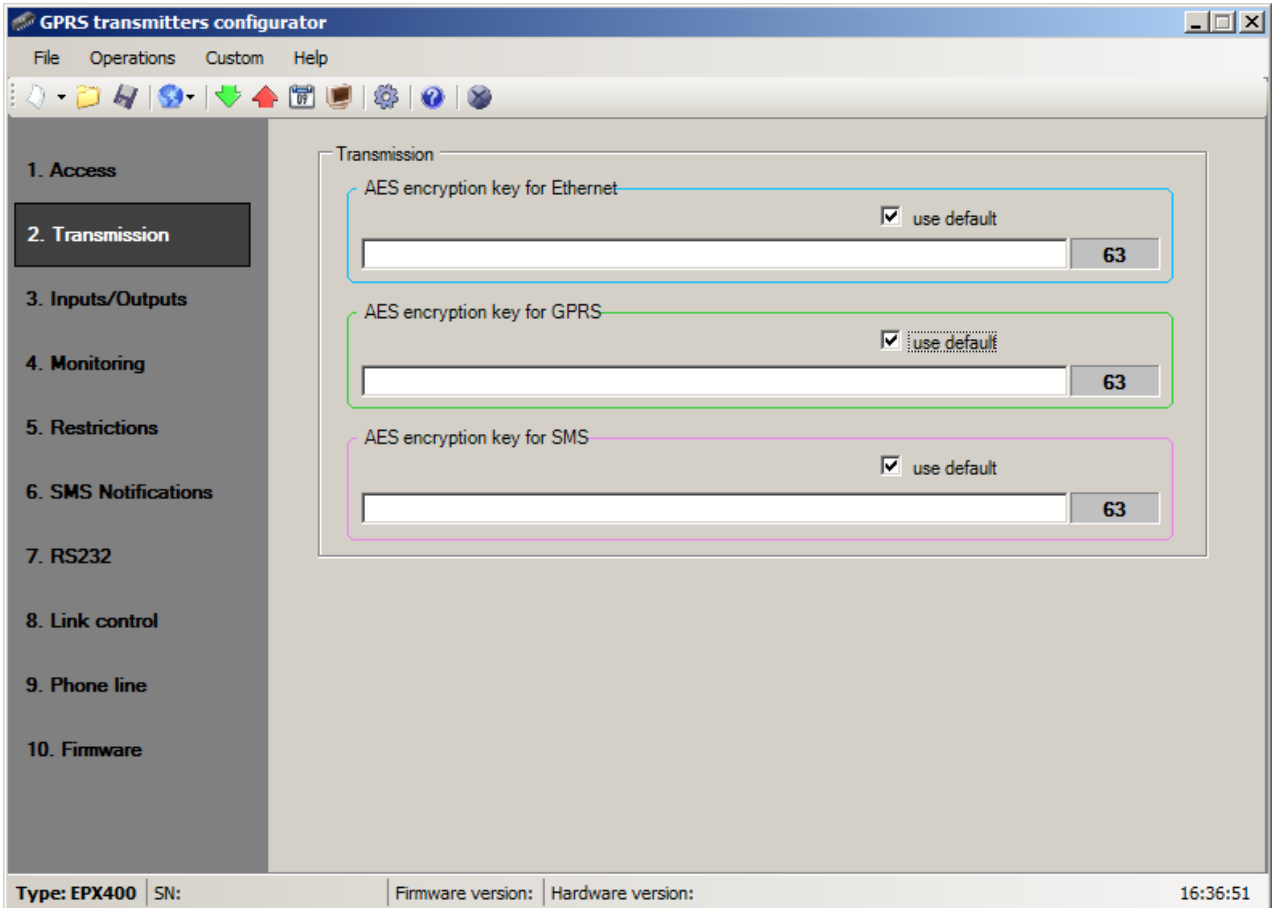 GPRS transmitters configurator
File Operations Custom Help
07
1. Access
2. Transmission
3. Inputs/Outputs
4. Monitoring
5. Restrictions
6. SMS Notifications
7. RS232
8. Link control
9. Phone line
10. Firmware
Transmission
AES encryption key for Ethernet
use default
63
AES encryption key for GPRS
use default
63
AES encryption key for SMS
use default
63
Type: EPX400 SN: Firmware version: Hardware version: 16:36:51